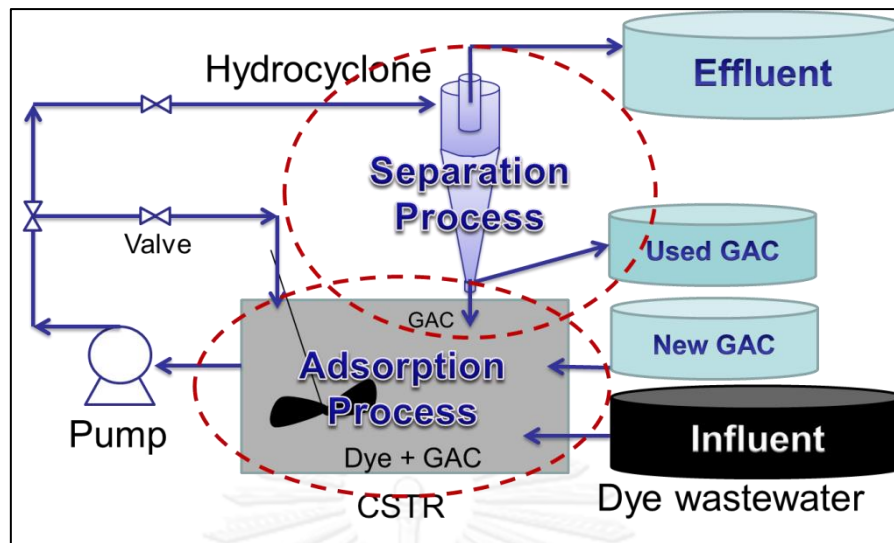 Hydrocyclone
Effluent
Separation
Process
Valve
Used GAC
GAC
New GAC
Adsorption
Process
Pump
Influent
Dye + GAC
Dye wastewater
CSTR